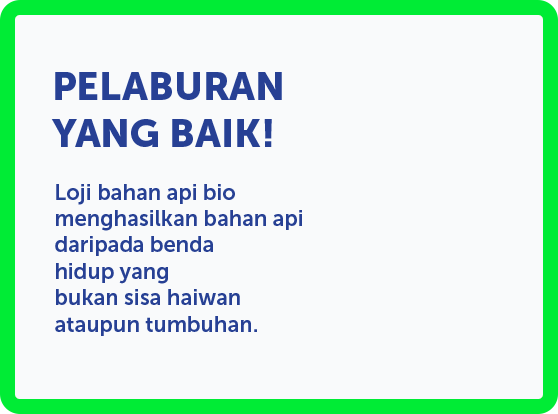 PELABURAN
YANG BAIK!
Loji bahan api bio
menghasilkan bahan api
daripada benda
hidup yang
bukan sisa haiwan
ataupun tumbuhan.